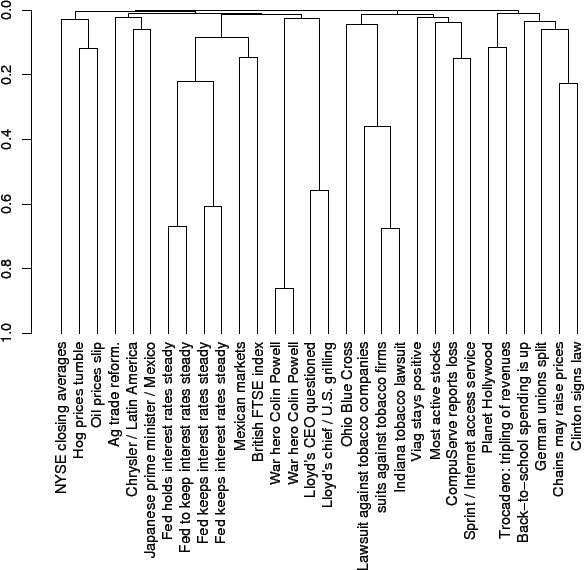 0.0
0.2
0.4
0.6
0.8
1.0
NYSE closing averages
Hog prices tumble
Oil prices slip
Ag trade reform.
Chrysler / Latin America
Japanese prime minister / Mexico
Fed holds interest rates steady
Fed to keep interest rates steady
Fed keeps interest rates steady
Fed keeps interest rates steady
Mexican markets
British FTSE index
War hero Colin Powell
War hero Colin Powell
Lloyd's CEO questioned
Lloyd's chief / U.S. grilling
Ohio Blue Cross
Lawsuit against tobacco companies
suits against tobacco firms
Indiana tobacco lawsuit
Viag stays positive
Most active stocks
CompuServe reports loss
Sprint / Internet access service
Planet Hollywood
Trocadero: tripling of revenues
Back-to-school spending is up
German unions split
Chains may raise prices
Clinton signs law